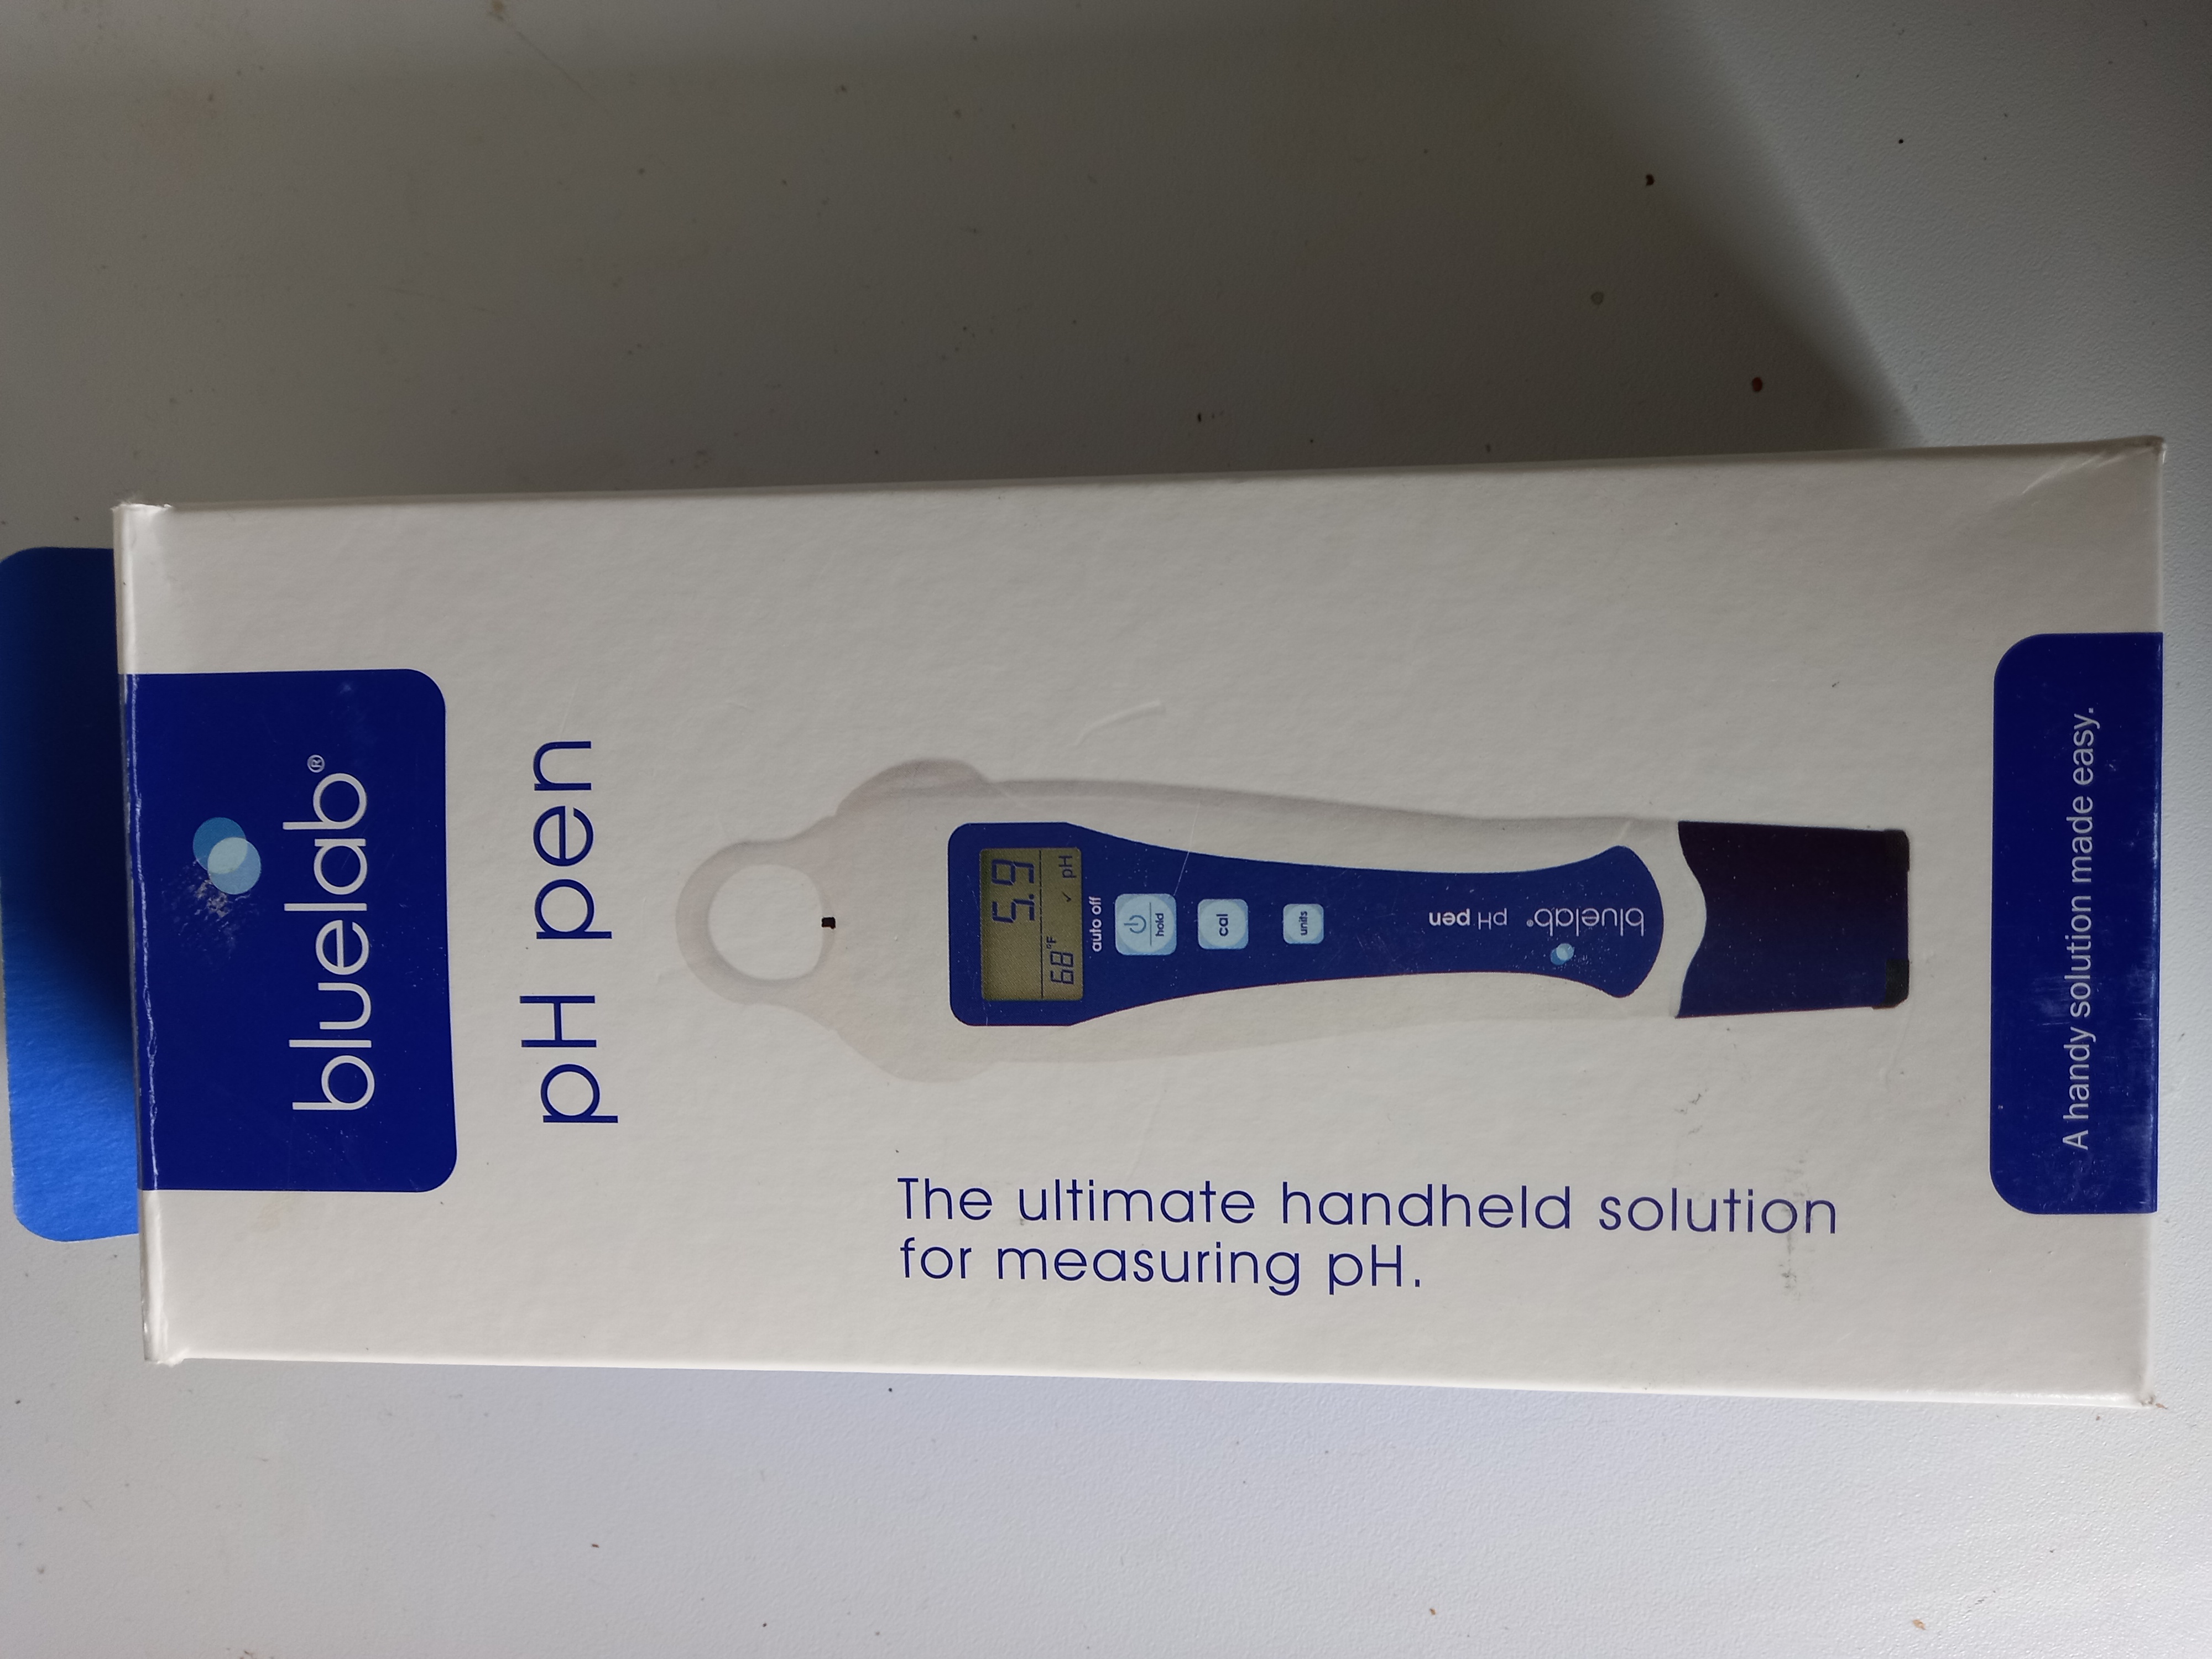 bluelab®
pH pen
5.9
68°F ✓ pH
auto off
hold
cal
units
bluelab® pH pen
The ultimate handheld solution
for measuring pH.
A handy solution made easy.